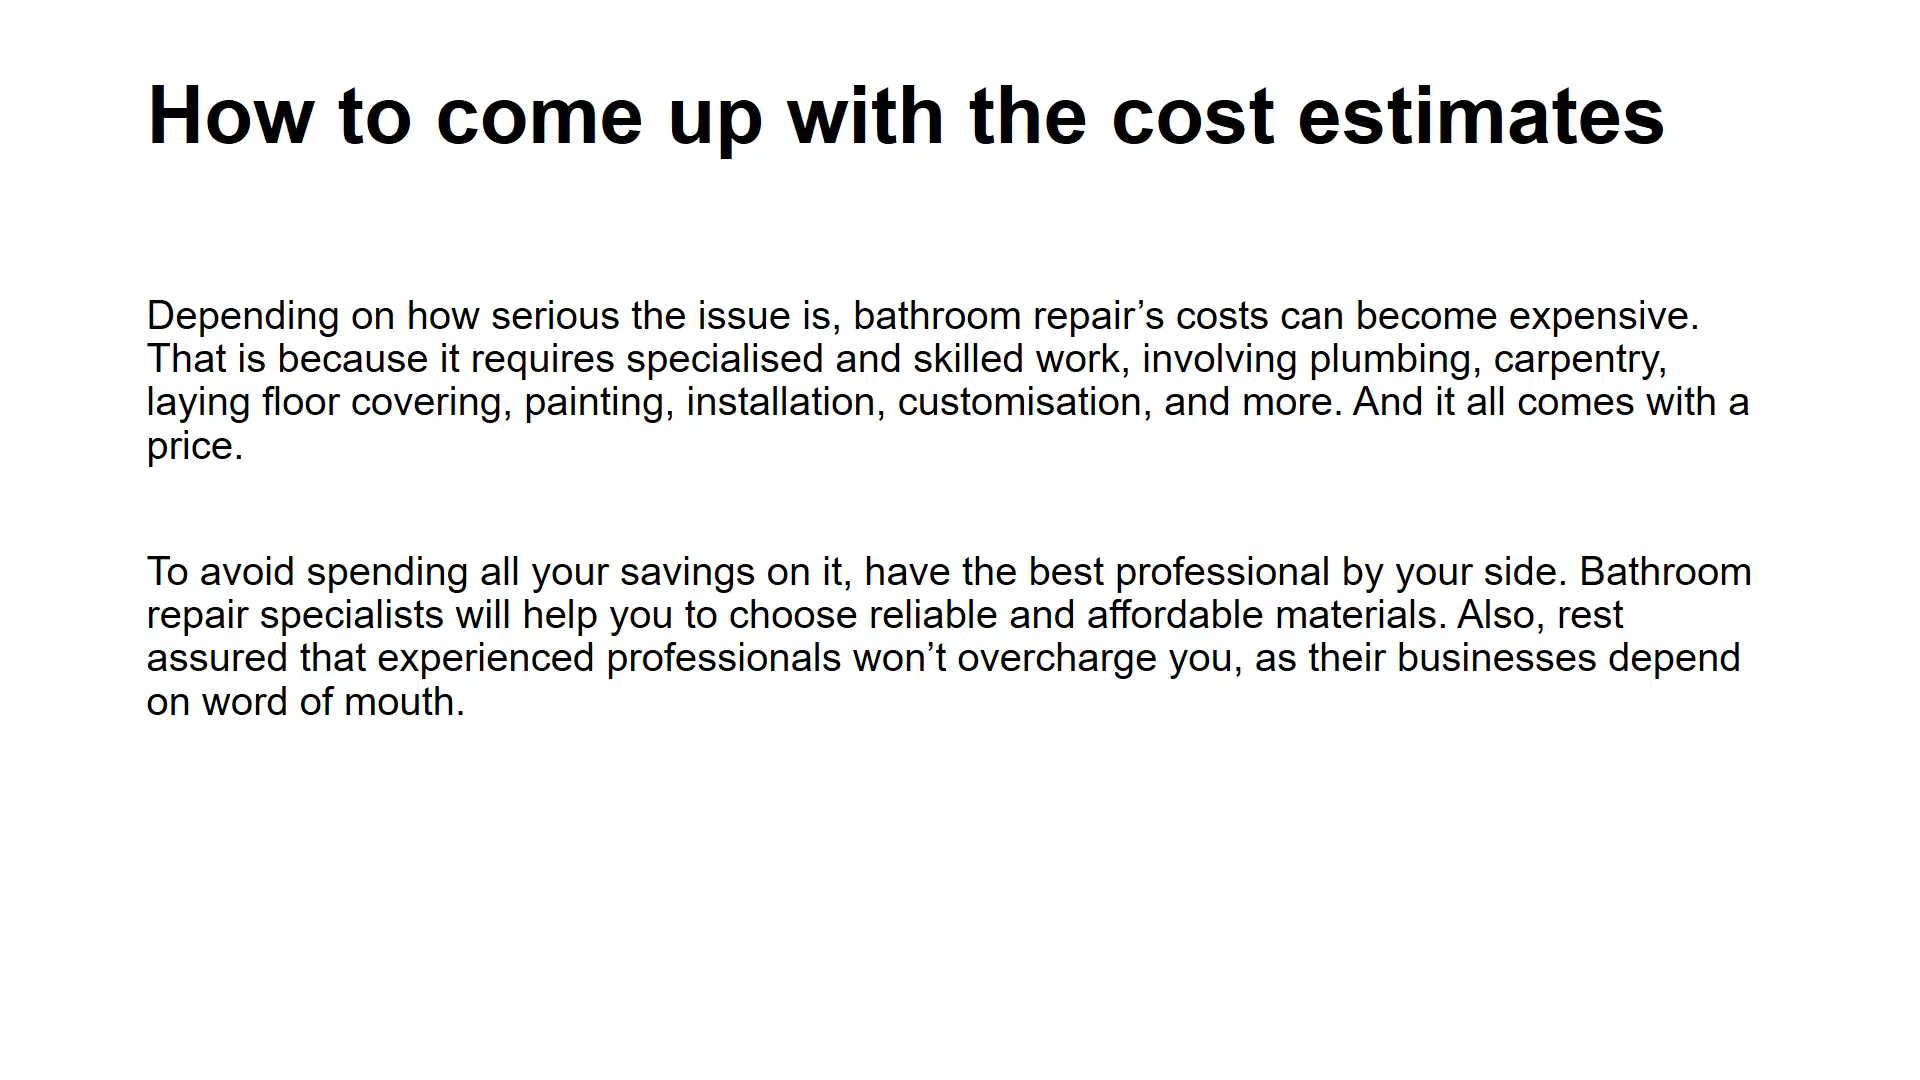 How to come up with the cost estimates
Depending on how serious the issue is, bathroom repair’s costs can become expensive.
That is because it requires specialised and skilled work, involving plumbing, carpentry,
laying floor covering, painting, installation, customisation, and more. And it all comes with a
price.
To avoid spending all your savings on it, have the best professional by your side. Bathroom
repair specialists will help you to choose reliable and affordable materials. Also, rest
assured that experienced professionals won’t overcharge you, as their businesses depend
on word of mouth.